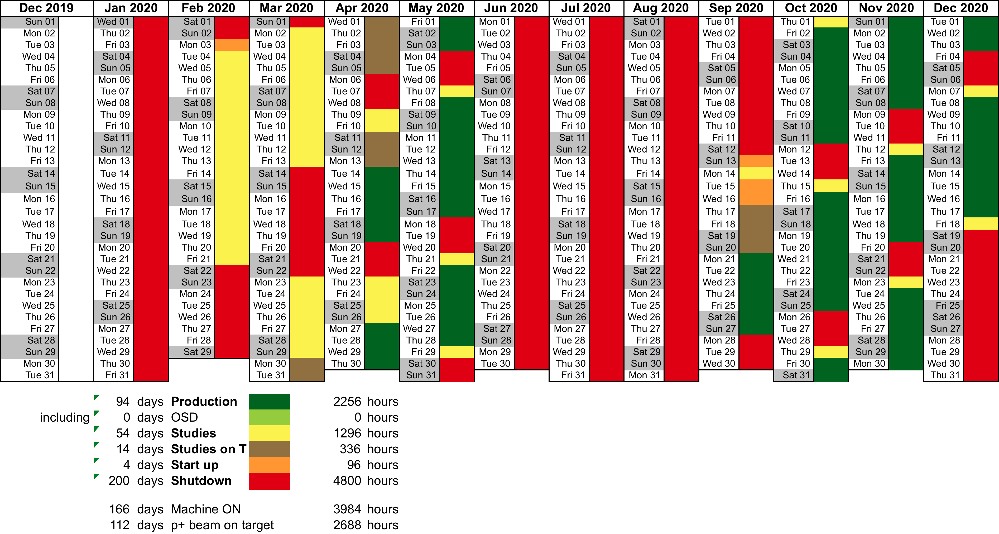 Dec 2019 Jan 2020 Feb 2020 Mar 2020 Apr 2020 May 2020 Jun 2020 Jul 2020 Aug 2020 Sep 2020 Oct 2020 Nov 2020 Dec 2020
Sun 01 Wed 01 Sat 01 Sun 01 Wed 01 Fri 01 Mon 01 Wed 01 Sat 01 Tue 01 Thu 01 Sun 01 Tue 01
Mon 02 Thu 02 Sun 02 Mon 02 Thu 02 Sat 02 Tue 02 Thu 02 Sun 02 Wed 02 Fri 02 Mon 02 Wed 02
Tue 03 Fri 03 Mon 03 Tue 03 Fri 03 Sun 03 Wed 03 Fri 03 Mon 03 Thu 03 Sat 03 Tue 03 Thu 03
Wed 04 Sat 04 Tue 04 Wed 04 Sat 04 Mon 04 Thu 04 Sat 04 Tue 04 Fri 04 Sun 04 Wed 04 Fri 04
Thu 05 Sun 05 Wed 05 Thu 05 Sun 05 Tue 05 Fri 05 Sun 05 Wed 05 Sat 05 Mon 05 Thu 05 Sat 05
Fri 06 Mon 06 Thu 06 Fri 06 Mon 06 Wed 06 Sat 06 Mon 06 Thu 06 Sun 06 Tue 06 Fri 06 Sun 06
Sat 07 Tue 07 Fri 07 Sat 07 Tue 07 Thu 07 Sun 07 Tue 07 Fri 07 Mon 07 Wed 07 Sat 07 Mon 07
Sun 08 Wed 08 Sat 08 Sun 08 Wed 08 Fri 08 Mon 08 Wed 08 Sat 08 Tue 08 Thu 08 Sun 08 Tue 08
Mon 09 Thu 09 Sun 09 Mon 09 Thu 09 Sat 09 Tue 09 Thu 09 Sun 09 Wed 09 Fri 09 Mon 09 Wed 09
Tue 10 Fri 10 Mon 10 Tue 10 Fri 10 Sun 10 Wed 10 Fri 10 Mon 10 Thu 10 Sat 10 Tue 10 Thu 10
Wed 11 Sat 11 Tue 11 Wed 11 Sat 11 Mon 11 Thu 11 Sat 11 Tue 11 Fri 11 Sun 11 Wed 11 Fri 11
Thu 12 Sun 12 Wed 12 Thu 12 Sun 12 Tue 12 Fri 12 Sun 12 Wed 12 Sat 12 Mon 12 Thu 12 Sat 12
Fri 13 Mon 13 Thu 13 Fri 13 Mon 13 Wed 13 Sat 13 Mon 13 Thu 13 Sun 13 Tue 13 Fri 13 Sun 13
Sat 14 Tue 14 Fri 14 Sat 14 Tue 14 Thu 14 Sun 14 Tue 14 Fri 14 Mon 14 Wed 14 Sat 14 Mon 14
Sun 15 Wed 15 Sat 15 Sun 15 Wed 15 Fri 15 Mon 15 Wed 15 Sat 15 Tue 15 Thu 15 Sun 15 Tue 15
Mon 16 Thu 16 Sun 16 Mon 16 Thu 16 Sat 16 Tue 16 Thu 16 Sun 16 Wed 16 Fri 16 Mon 16 Wed 16
Tue 17 Fri 17 Mon 17 Tue 17 Fri 17 Sun 17 Wed 17 Fri 17 Mon 17 Thu 17 Sat 17 Tue 17 Thu 17
Wed 18 Sat 18 Tue 18 Wed 18 Sat 18 Mon 18 Thu 18 Sat 18 Tue 18 Fri 18 Sun 18 Wed 18 Fri 18
Thu 19 Sun 19 Wed 19 Thu 19 Sun 19 Tue 19 Fri 19 Sun 19 Wed 19 Sat 19 Mon 19 Thu 19 Sat 19
Fri 20 Mon 20 Thu 20 Fri 20 Mon 20 Wed 20 Sat 20 Mon 20 Thu 20 Sun 20 Tue 20 Fri 20 Sun 20
Sat 21 Tue 21 Fri 21 Sat 21 Tue 21 Thu 21 Sun 21 Tue 21 Fri 21 Mon 21 Wed 21 Sat 21 Mon 21
Sun 22 Wed 22 Sat 22 Sun 22 Wed 22 Fri 22 Mon 22 Wed 22 Sat 22 Tue 22 Thu 22 Sun 22 Tue 22
Mon 23 Thu 23 Sun 23 Mon 23 Thu 23 Sat 23 Tue 23 Thu 23 Sun 23 Wed 23 Fri 23 Mon 23 Wed 23
Tue 24 Fri 24 Mon 24 Tue 24 Fri 24 Sun 24 Wed 24 Fri 24 Mon 24 Thu 24 Sat 24 Tue 24 Thu 24
Wed 25 Sat 25 Tue 25 Wed 25 Sat 25 Mon 25 Thu 25 Sat 25 Tue 25 Fri 25 Sun 25 Wed 25 Fri 25
Thu 26 Sun 26 Wed 26 Thu 26 Sun 26 Tue 26 Fri 26 Sun 26 Wed 26 Sat 26 Mon 26 Thu 26 Sat 26
Fri 27 Mon 27 Thu 27 Fri 27 Mon 27 Wed 27 Sat 27 Mon 27 Thu 27 Sun 27 Tue 27 Fri 27 Sun 27
Sat 28 Tue 28 Fri 28 Sat 28 Tue 28 Thu 28 Sun 28 Tue 28 Fri 28 Mon 28 Wed 28 Sat 28 Mon 28
Sun 29 Wed 29 Sat 29 Sun 29 Wed 29 Fri 29 Mon 29 Wed 29 Sat 29 Tue 29 Thu 29 Sun 29 Tue 29
Mon 30 Thu 30 Mon 30 Thu 30 Sat 30 Tue 30 Thu 30 Sun 30 Wed 30 Fri 30 Mon 30 Wed 30
Tue 31 Fri 31 Tue 31 Sun 31 Fri 31 Mon 31 Sat 31 Thu 31
94 days Production 2256 hours
including 0 days OSD 0 hours
54 days Studies 1296 hours
14 days Studies on T 336 hours
4 days Start up 96 hours
200 days Shutdown 4800 hours
166 days Machine ON 3984 hours
112 days p+ beam on target 2688 hours